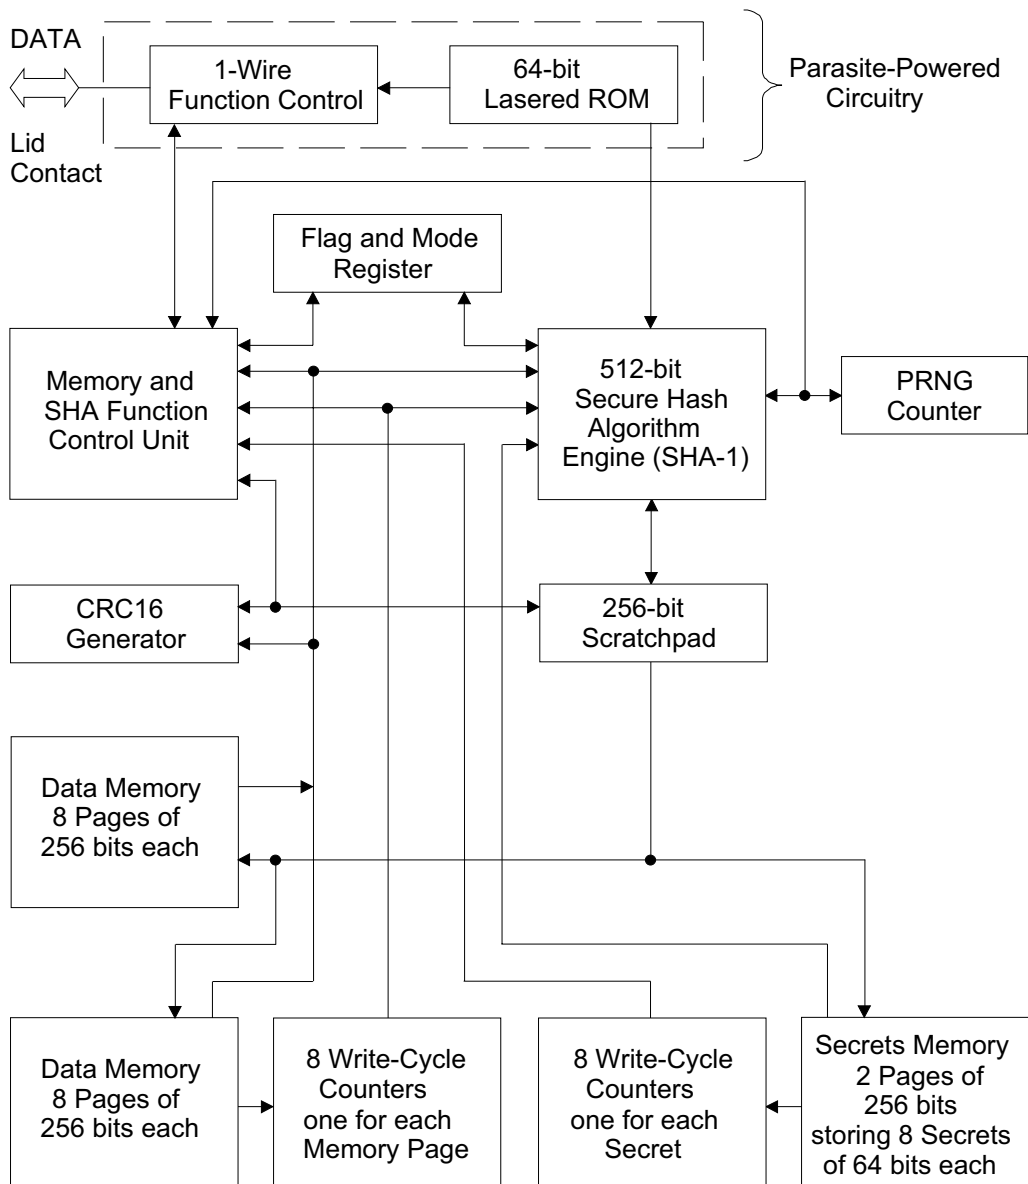 DATA
Lid
Contact
1-Wire
Function Control
64-bit
Lasered ROM
Parasite-Powered
Circuitry
Flag and Mode
Register
Memory and
SHA Function
Control Unit
512-bit
Secure Hash
Algorithm
Engine (SHA-1)
PRNG
Counter
CRC16
Generator
256-bit
Scratchpad
Data Memory
8 Pages of
256 bits each
Data Memory
8 Pages of
256 bits each
8 Write-Cycle
Counters
one for each
Memory Page
8 Write-Cycle
Counters
one for each
Secret
Secrets Memory
2 Pages of
256 bits
storing 8 Secrets
of 64 bits each